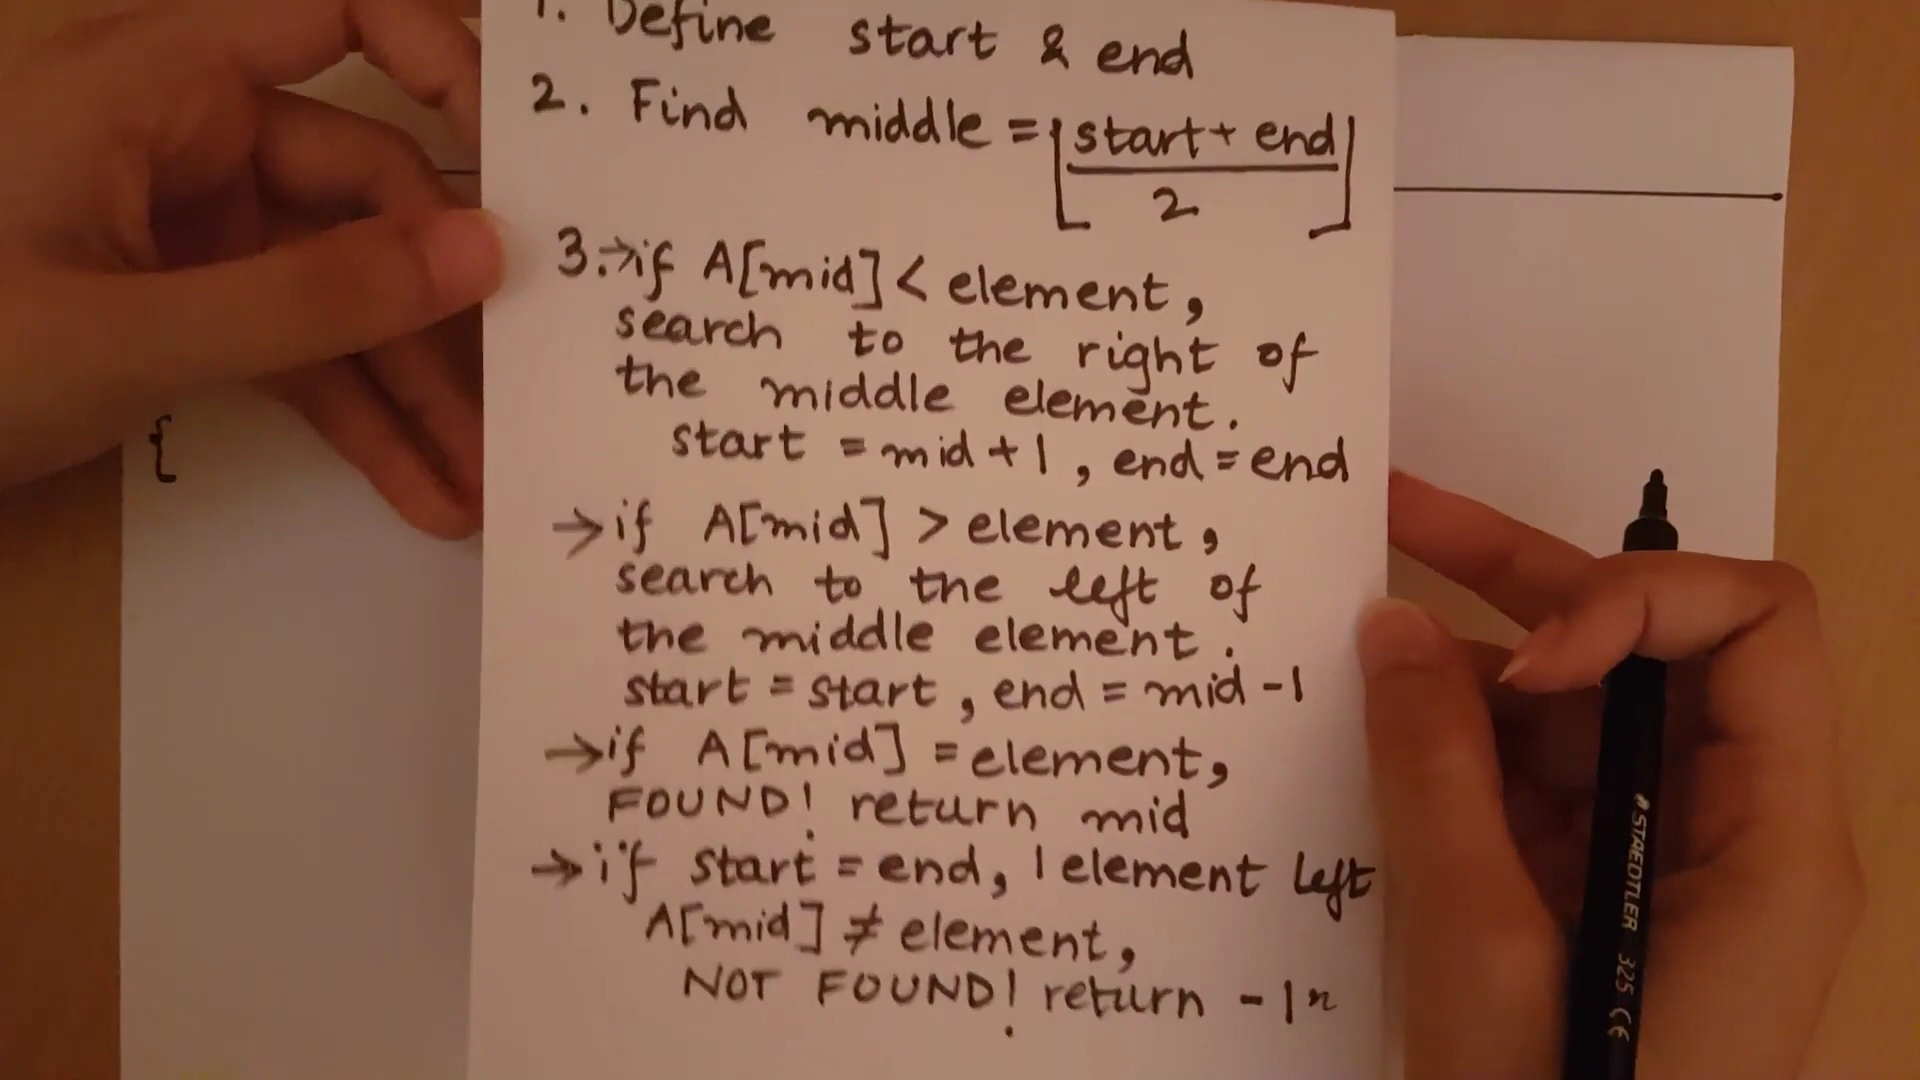 1. Define start & end
2. Find middle = ⌊start + end / 2⌋
3. →if A[mid] < element,
search to the right of
the middle element.
start = mid + 1, end = end
→if A[mid] > element,
search to the left of
the middle element.
start = start, end = mid - 1
→if A[mid] = element,
FOUND! return mid
→if start = end, 1 element left
A[mid] ≠ element,
NOT FOUND! return -1
{
STAEDTLER 325 CE